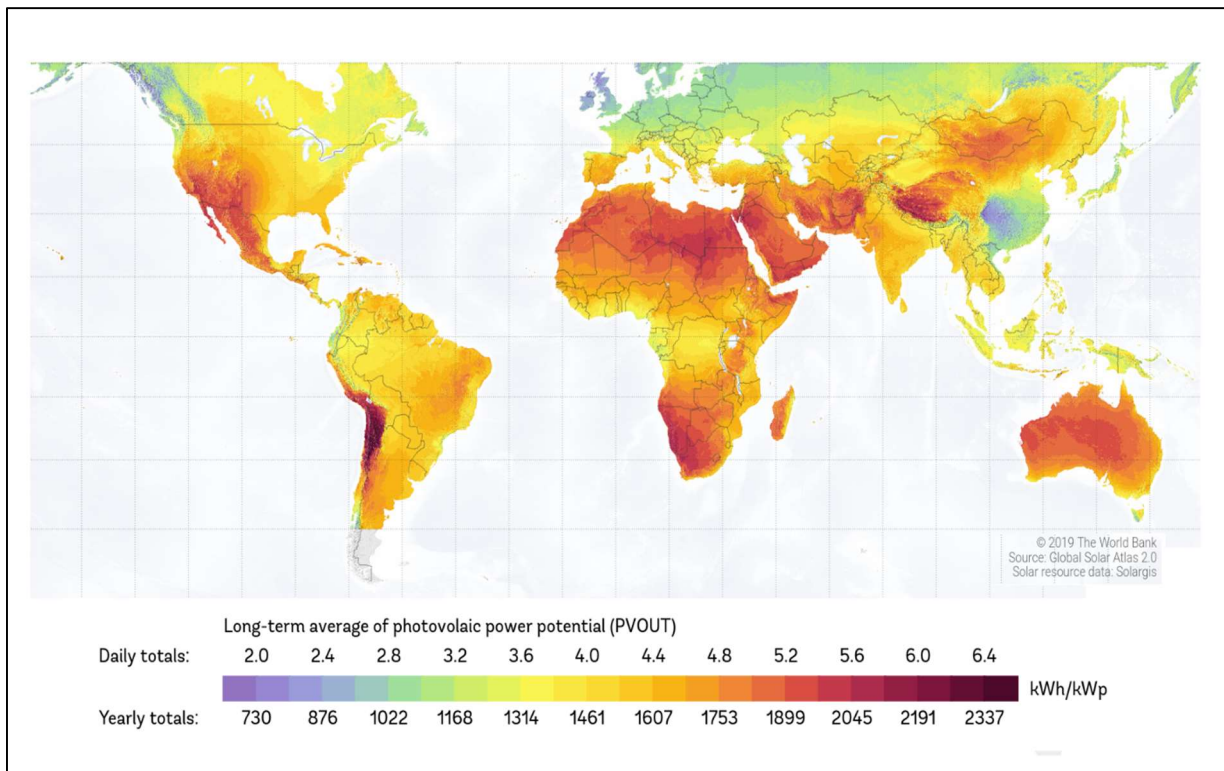 © 2019 The World Bank
Source: Global Solar Atlas 2.0
Solar resource data: Solargis
Long-term average of photovolaic power potential (PVOUT)
Daily totals: 2.0 2.4 2.8 3.2 3.6 4.0 4.4 4.8 5.2 5.6 6.0 6.4
kWh/kWp
Yearly totals: 730 876 1022 1168 1314 1461 1607 1753 1899 2045 2191 2337